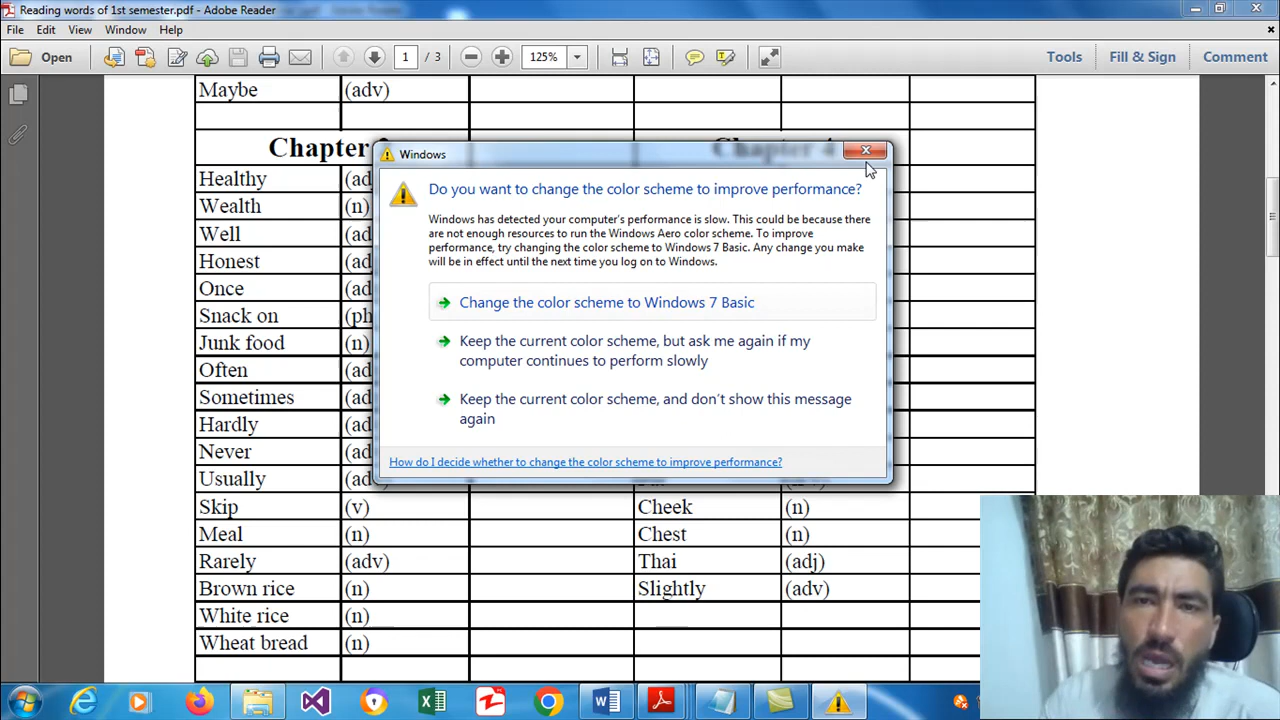 Reading words of 1st semester.pdf - Adobe Reader
File Edit View Window Help
Open 1 / 3 125% Tools Fill & Sign Comment
Maybe (adv)
Chapter
Chapter 4
Windows
Do you want to change the color scheme to improve performance?
Windows has detected your computer's performance is slow. This could be because there
are not enough resources to run the Windows Aero color scheme. To improve
performance, try changing the color scheme to Windows 7 Basic. Any change you make
will be in effect until the next time you log on to Windows.
Change the color scheme to Windows 7 Basic
Keep the current color scheme, but ask me again if my
computer continues to perform slowly
Keep the current color scheme, and don't show this message
again
How do I decide whether to change the color scheme to improve performance?
Healthy
Wealth (n)
Well
Honest
Once
Snack on
Junk food (n)
Often
Sometimes
Hardly
Never
Usually
Skip (v)
Meal (n)
Rarely (adv)
Brown rice (n)
White rice (n)
Wheat bread (n)
Cheek (n)
Chest (n)
Thai (adj)
Slightly (adv)